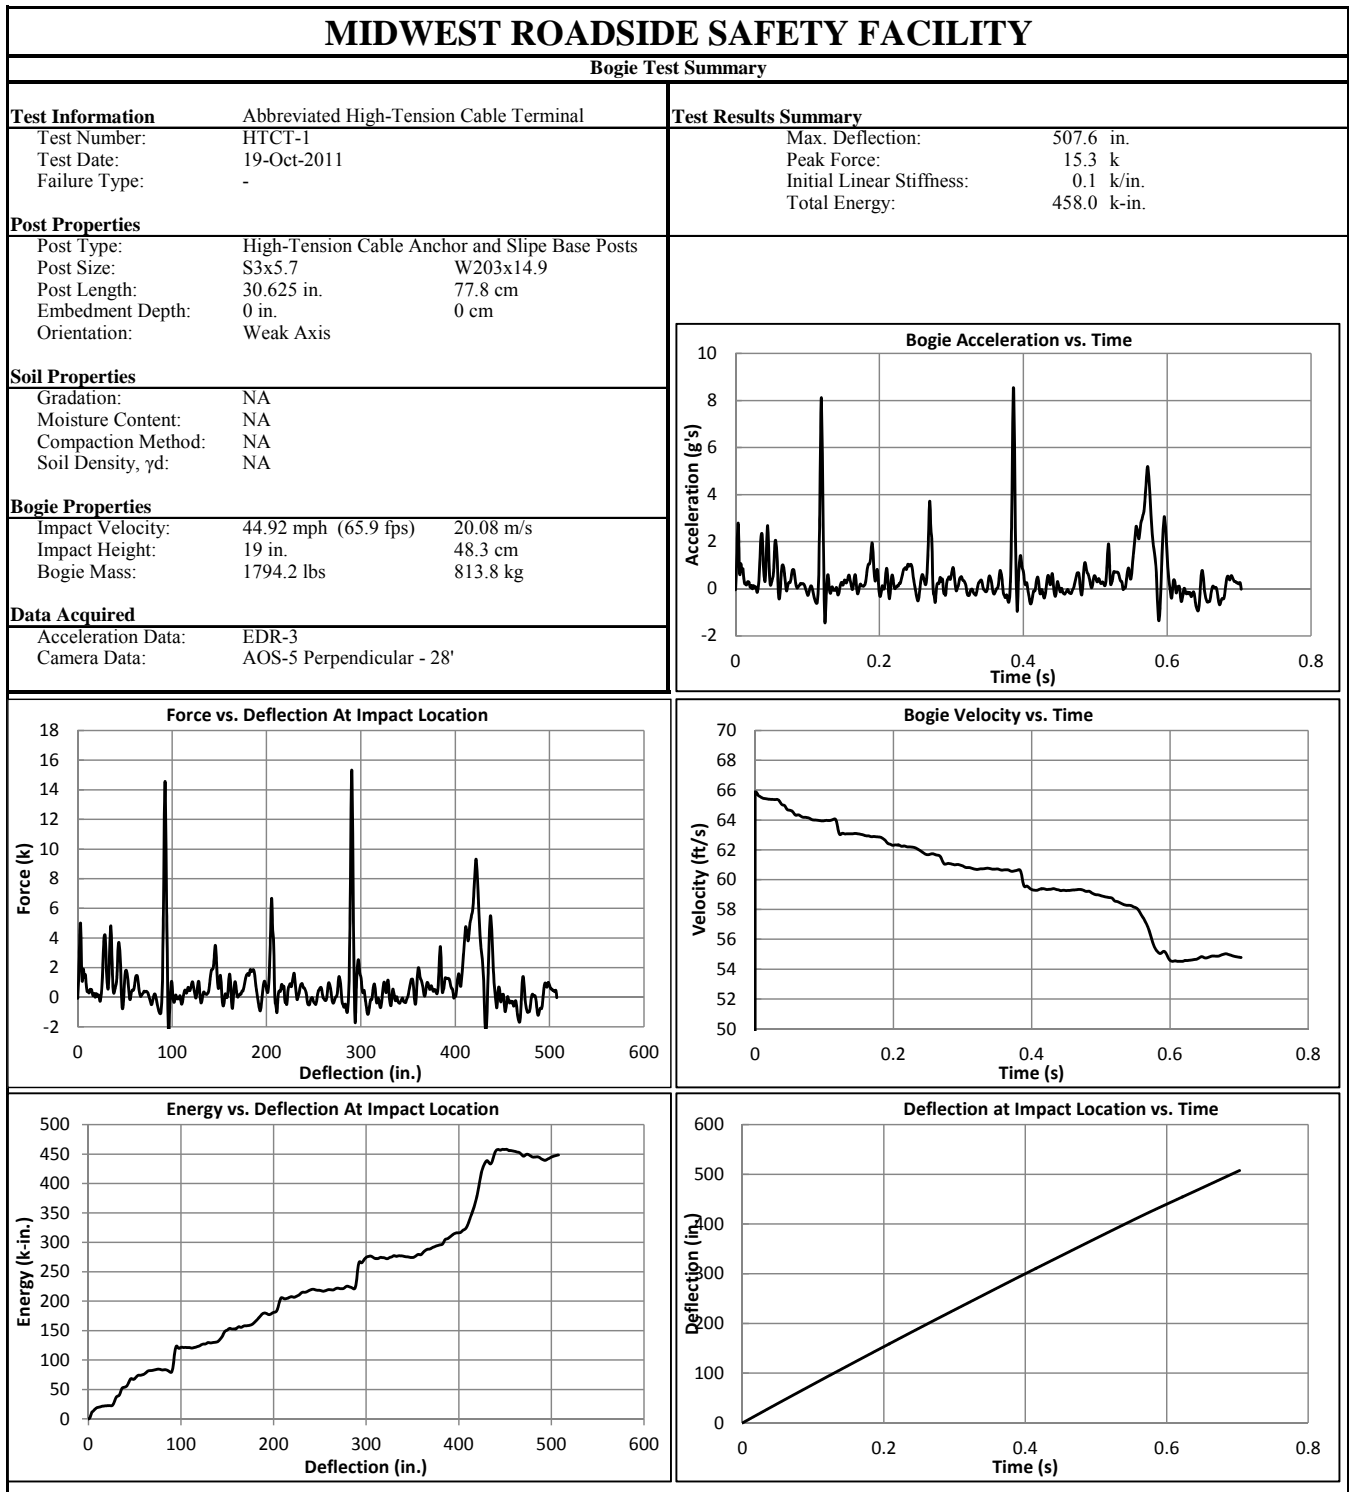 MIDWEST ROADSIDE SAFETY FACILITY
Bogie Test Summary
Test Information Abbreviated High-Tension Cable Terminal
Test Number: HTCT-1
Test Date: 19-Oct-2011
Failure Type: -
Post Properties
Post Type: High-Tension Cable Anchor and Slipe Base Posts
Post Size: S3x5.7 W203x14.9
Post Length: 30.625 in. 77.8 cm
Embedment Depth: 0 in. 0 cm
Orientation: Weak Axis
Soil Properties
Gradation: NA
Moisture Content: NA
Compaction Method: NA
Soil Density, γd: NA
Bogie Properties
Impact Velocity: 44.92 mph (65.9 fps) 20.08 m/s
Impact Height: 19 in. 48.3 cm
Bogie Mass: 1794.2 lbs 813.8 kg
Data Acquired
Acceleration Data: EDR-3
Camera Data: AOS-5 Perpendicular - 28'
Test Results Summary
Max. Deflection: 507.6 in.
Peak Force: 15.3 k
Initial Linear Stiffness: 0.1 k/in.
Total Energy: 458.0 k-in.
Bogie Acceleration vs. Time
Acceleration (g's)
10
8
6
4
2
0
-2
0 0.2 0.4 0.6 0.8
Time (s)
Force vs. Deflection At Impact Location
Force (k)
18
16
14
12
10
8
6
4
2
0
-2
0 100 200 300 400 500 600
Deflection (in.)
Bogie Velocity vs. Time
Velocity (ft/s)
70
68
66
64
62
60
58
56
54
52
50
0 0.2 0.4 0.6 0.8
Time (s)
Energy vs. Deflection At Impact Location
Energy (k-in.)
500
450
400
350
300
250
200
150
100
50
0
0 100 200 300 400 500 600
Deflection (in.)
Deflection at Impact Location vs. Time
Deflection (in.)
600
500
400
300
200
100
0
0 0.2 0.4 0.6 0.8
Time (s)